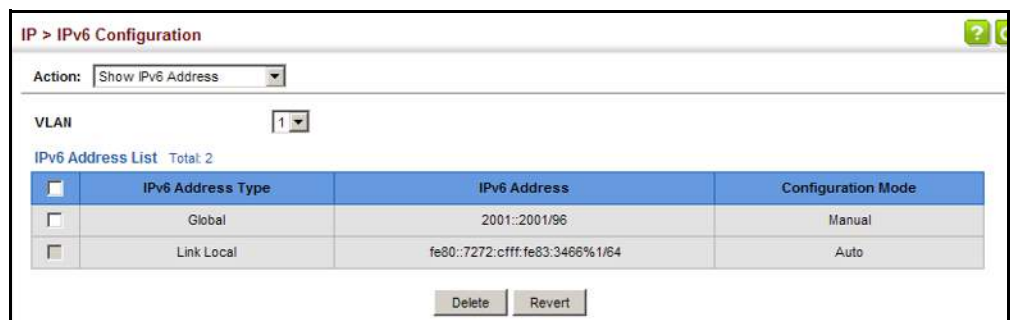 IP > IPv6 Configuration
?
Action: Show IPv6 Address
VLAN 1
IPv6 Address List Total: 2
IPv6 Address Type IPv6 Address Configuration Mode
Global 2001::2001/96 Manual
Link Local fe80::7272:cfff:fe83:3466%1/64 Auto
Delete Revert